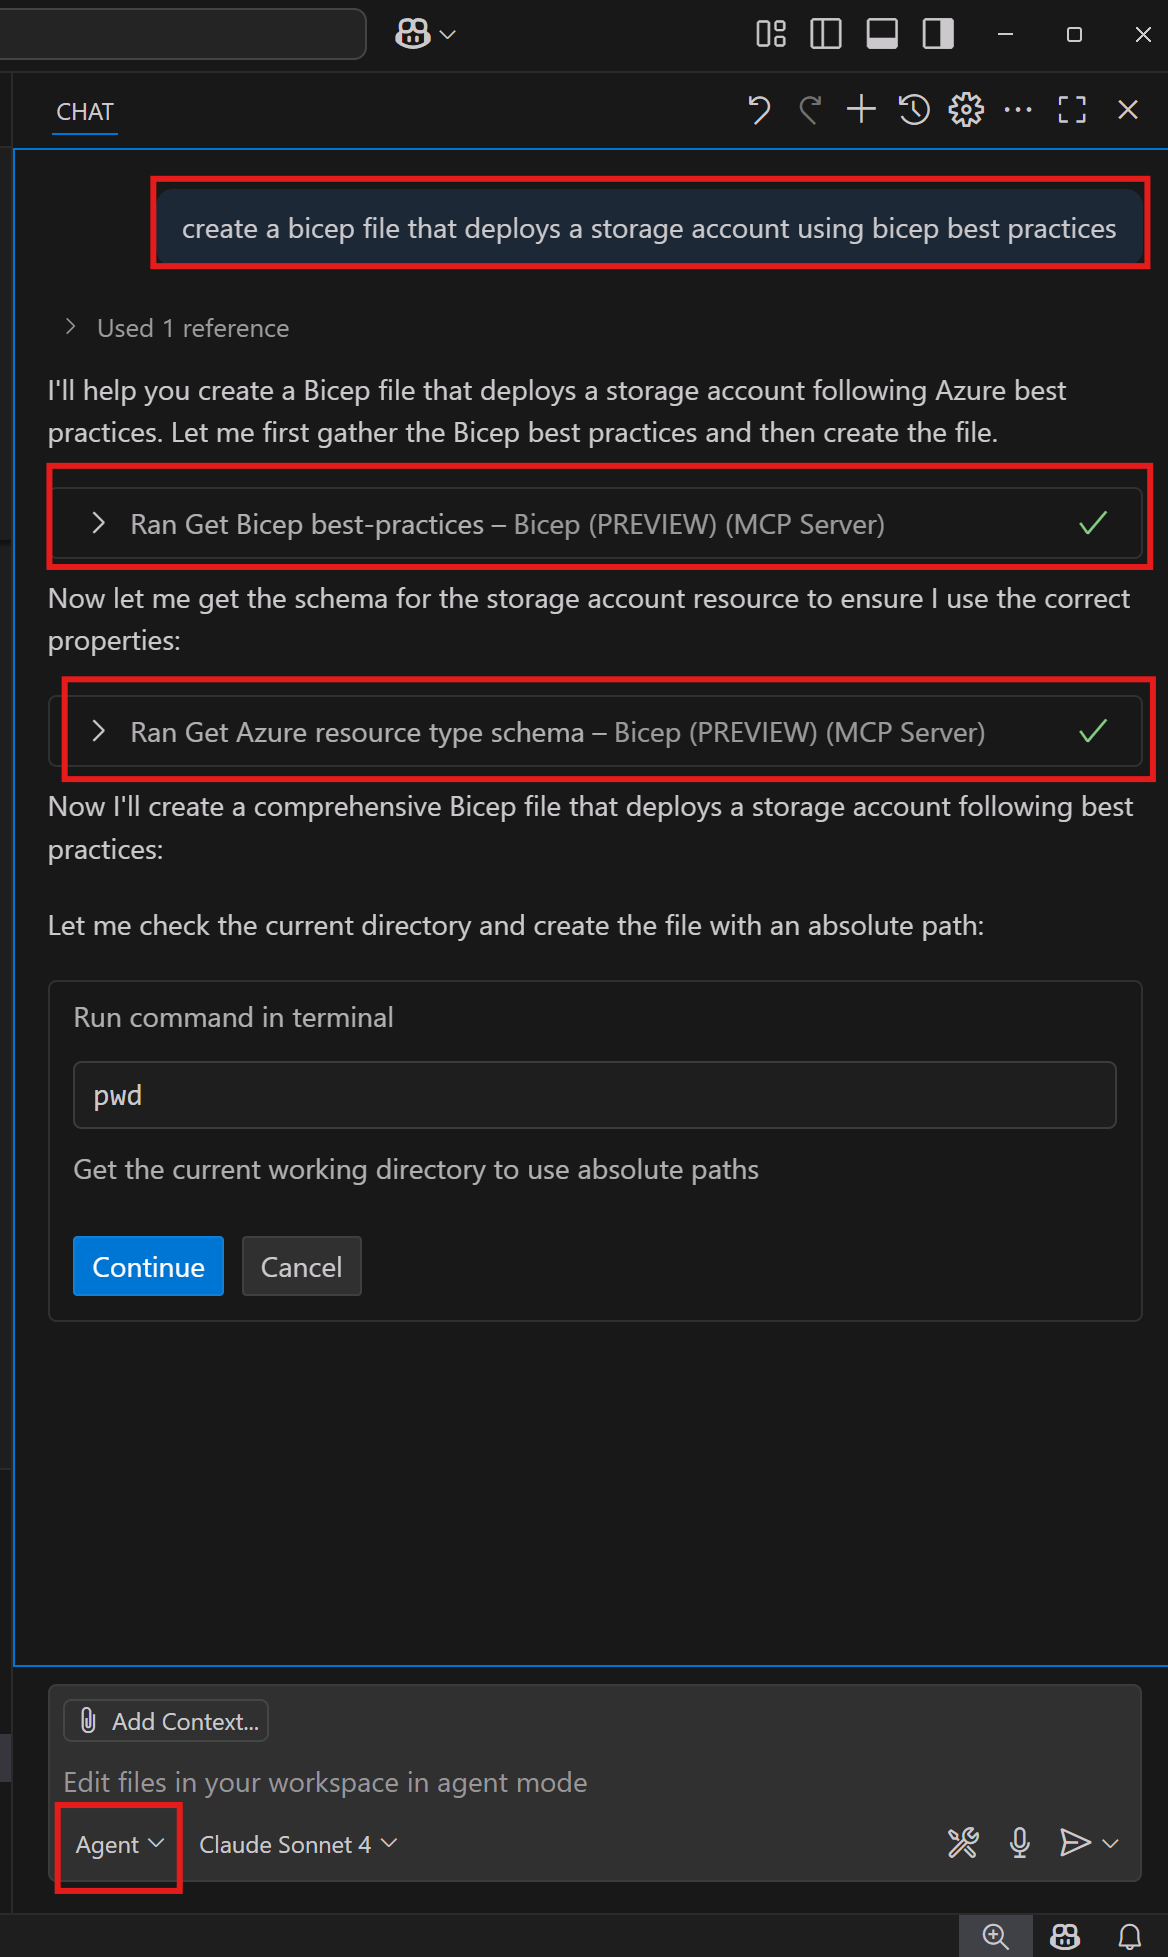 CHAT
create a bicep file that deploys a storage account using bicep best practices
Used 1 reference
I'll help you create a Bicep file that deploys a storage account following Azure best
practices. Let me first gather the Bicep best practices and then create the file.
Ran Get Bicep best-practices – Bicep (PREVIEW) (MCP Server)
Now let me get the schema for the storage account resource to ensure I use the correct
properties:
Ran Get Azure resource type schema – Bicep (PREVIEW) (MCP Server)
Now I'll create a comprehensive Bicep file that deploys a storage account following best
practices:
Let me check the current directory and create the file with an absolute path:
Run command in terminal
pwd
Get the current working directory to use absolute paths
Continue Cancel
Add Context...
Edit files in your workspace in agent mode
Agent Claude Sonnet 4